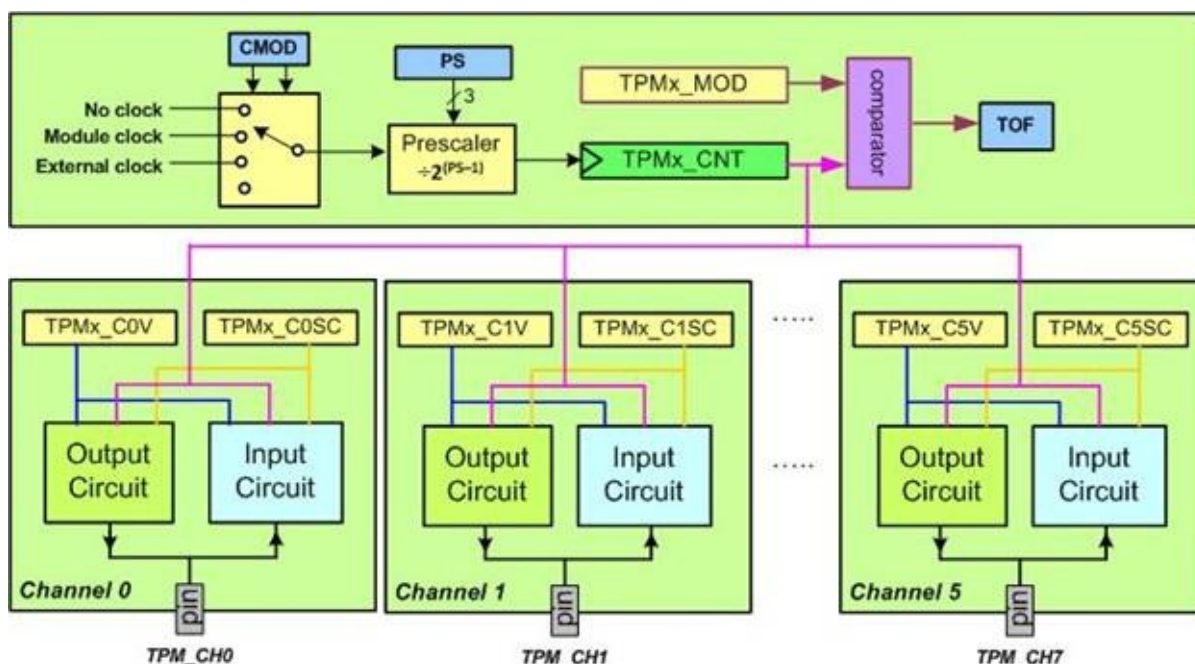 CMOD
PS
No clock
Module clock
External clock
3
Prescaler
÷2(PS–1)
TPMx_MOD
TPMx_CNT
comparator
TOF
TPMx_C0V
TPMx_C0SC
Output
Circuit
Input
Circuit
Channel 0
pin
TPM_CH0
TPMx_C1V
TPMx_C1SC
Output
Circuit
Input
Circuit
Channel 1
pin
TPM_CH1
.....
.....
TPMx_C5V
TPMx_C5SC
Output
Circuit
Input
Circuit
Channel 5
pin
TPM_CH7